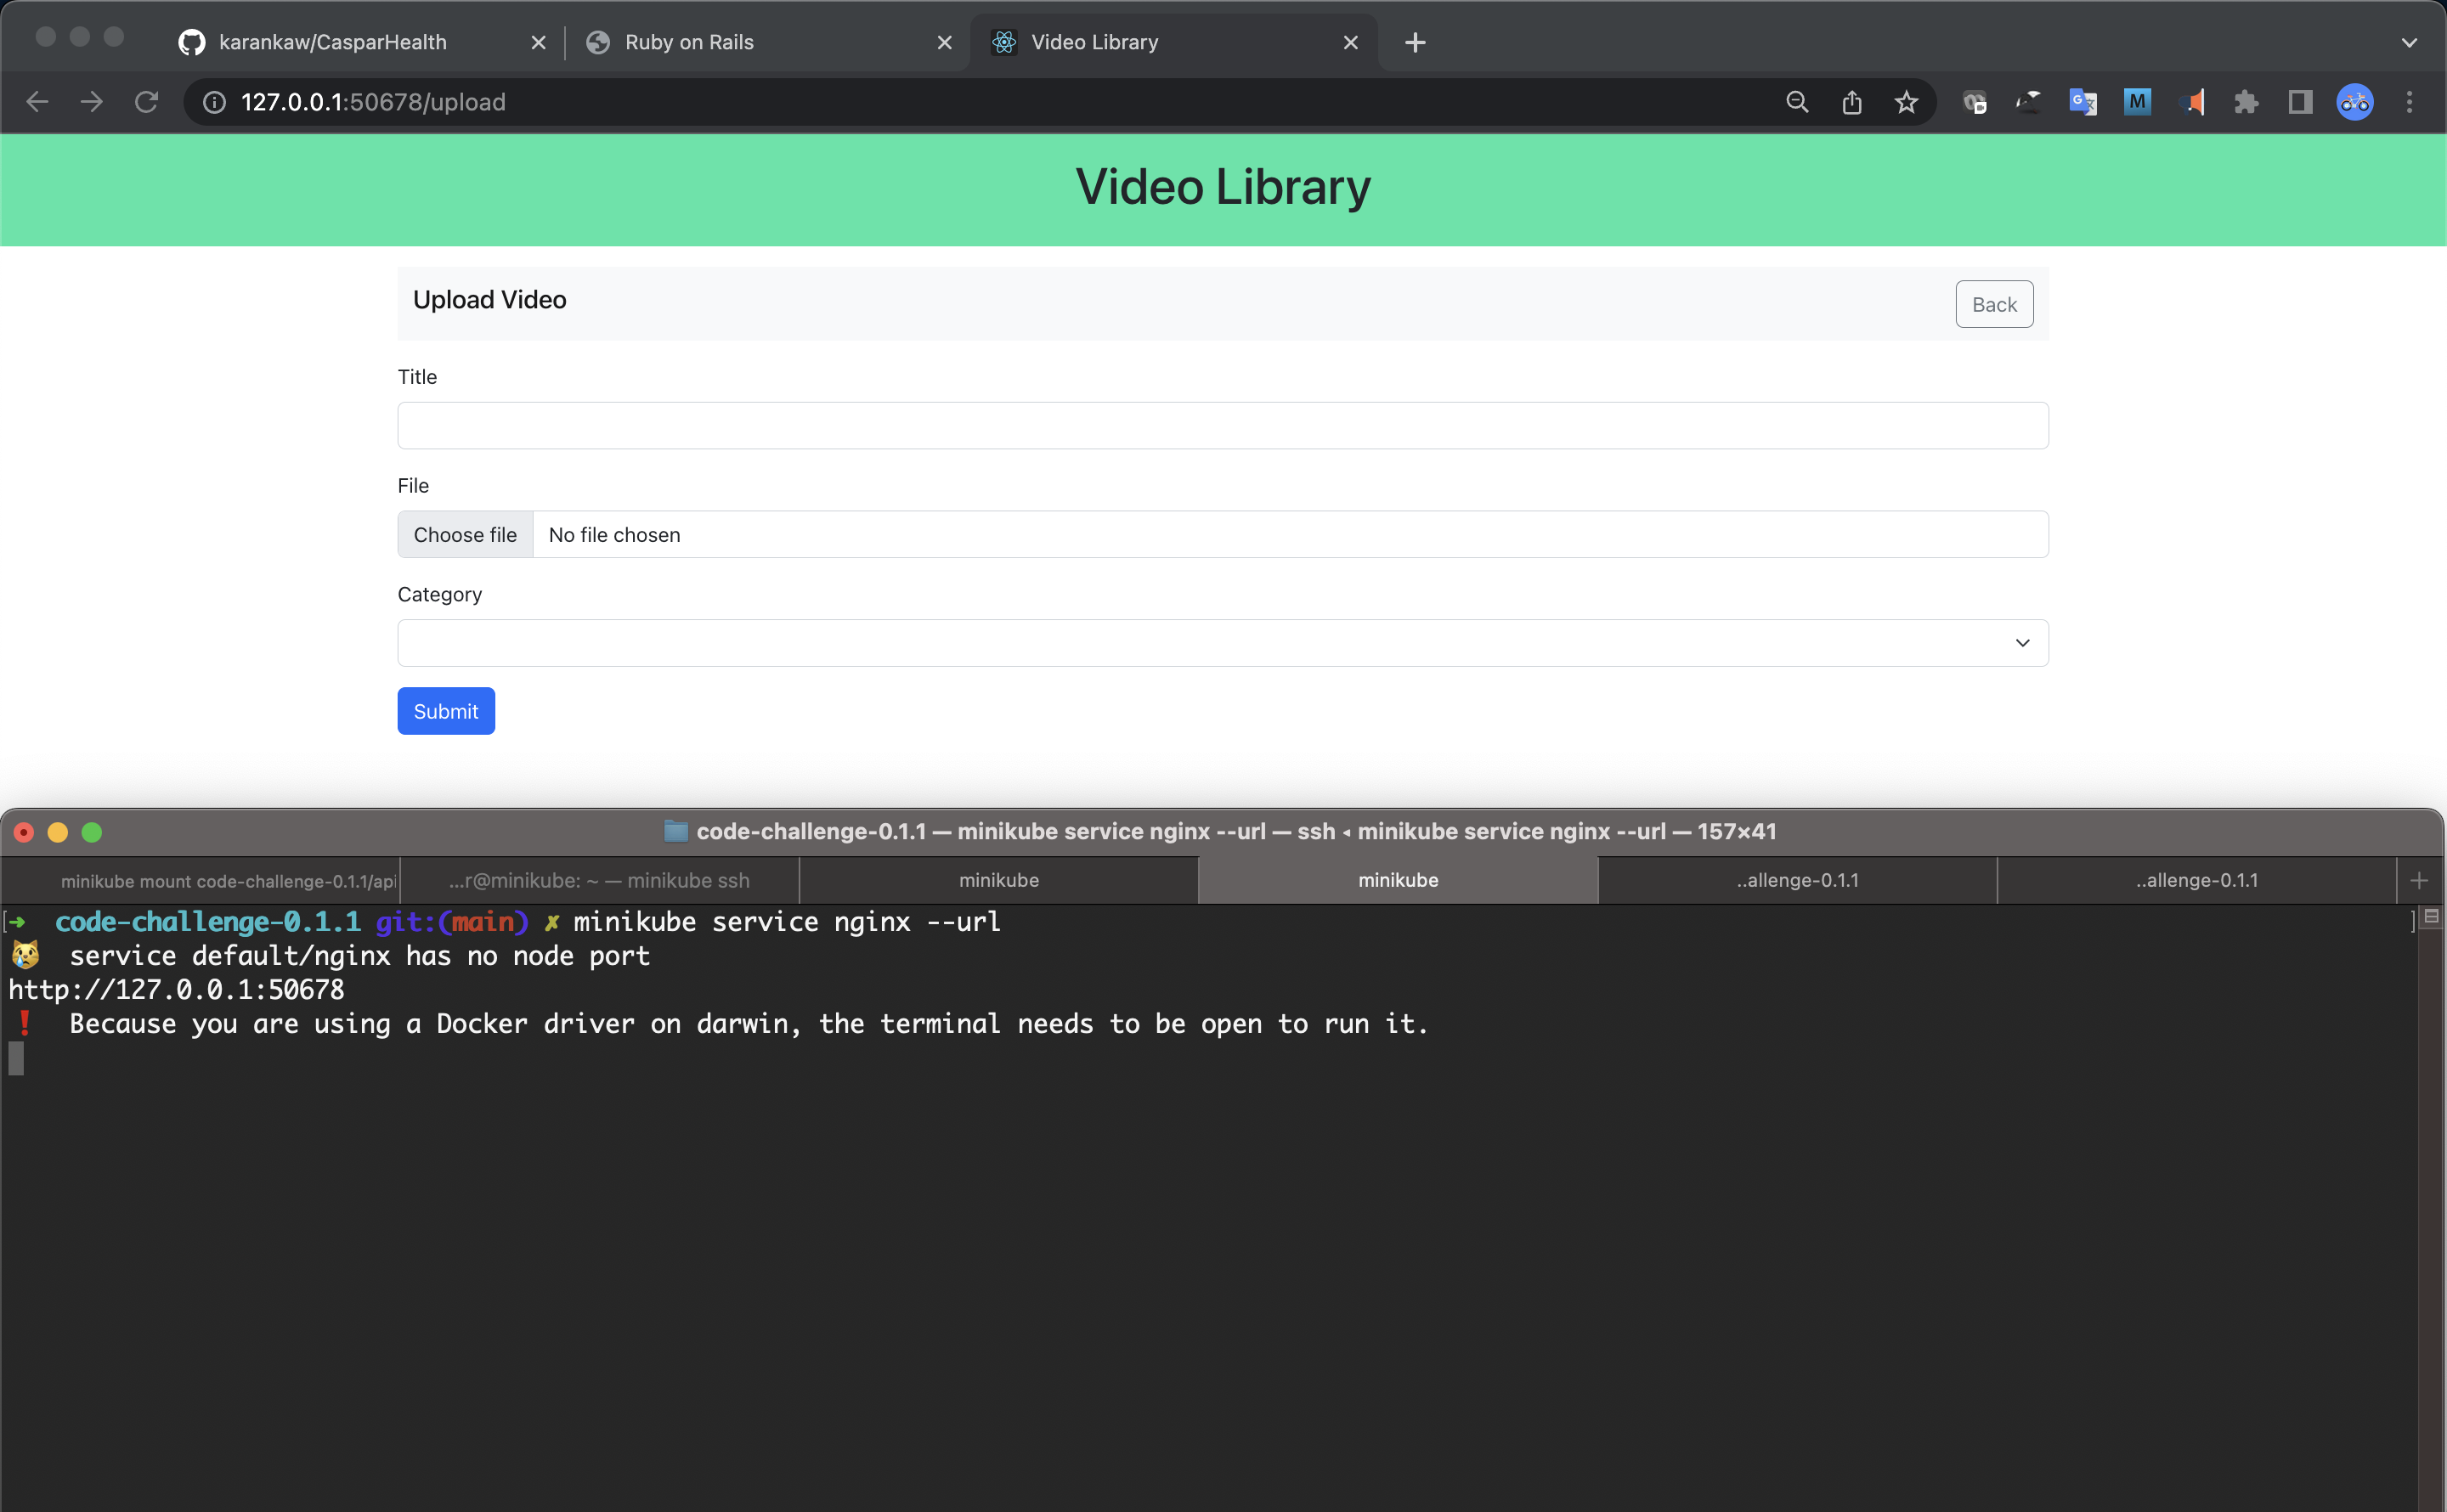 karankaw/CasparHealth
Ruby on Rails
Video Library
127.0.0.1:50678/upload
Video Library
Upload Video
Back
Title
File
Choose file
No file chosen
Category
Submit
code-challenge-0.1.1 — minikube service nginx --url — ssh ◂ minikube service nginx --url — 157×41
minikube mount code-challenge-0.1.1/api
...r@minikube: ~ — minikube ssh
minikube
minikube
..allenge-0.1.1
..allenge-0.1.1
[➜ code-challenge-0.1.1 git:(main) ✗ minikube service nginx --url ]
😿 service default/nginx has no node port
http://127.0.0.1:50678
❗ Because you are using a Docker driver on darwin, the terminal needs to be open to run it.